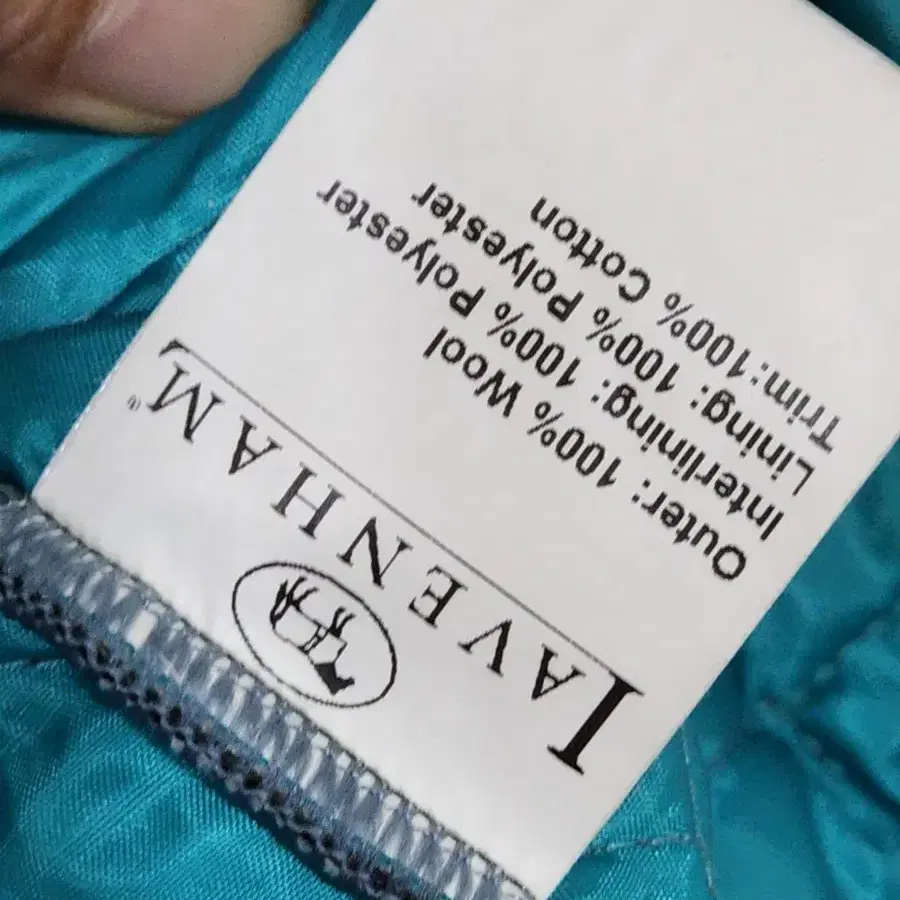 LAVENHAM®
Outer: 100% Wool
Interlining: 100% Polyester
Lining: 100% Polyester
Trim:100% Cotton